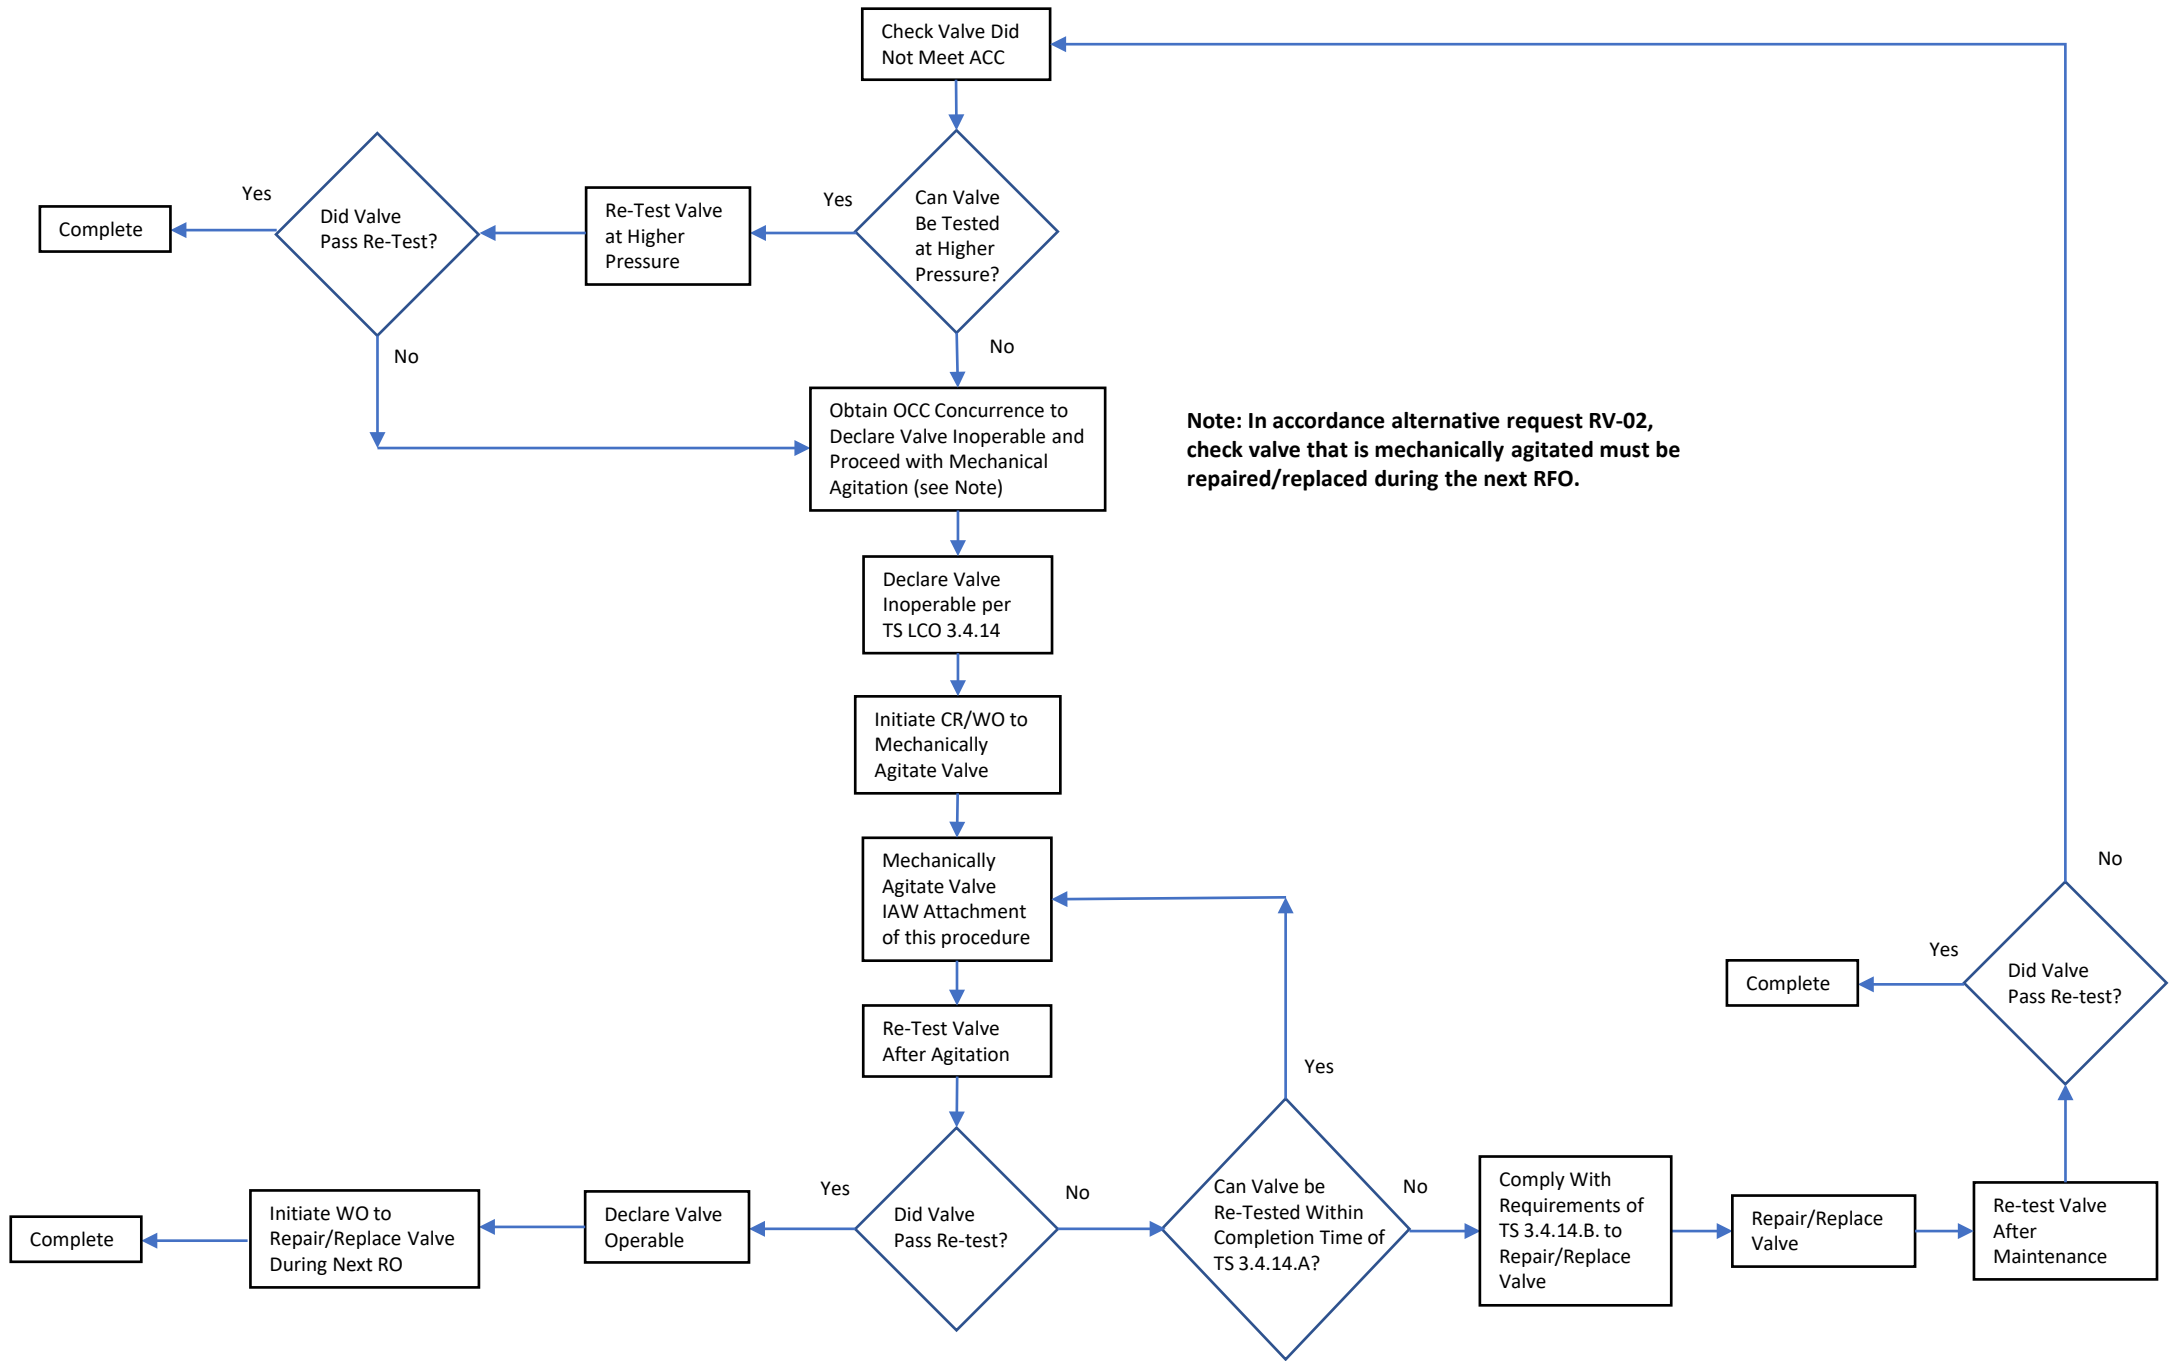 Check Valve Did
Not Meet ACC
Can Valve
Be Tested
at Higher
Pressure?
Yes
No
Re-Test Valve
at Higher
Pressure
Did Valve
Pass Re-Test?
Yes
No
Complete
Obtain OCC Concurrence to
Declare Valve Inoperable and
Proceed with Mechanical
Agitation (see Note)
Note: In accordance alternative request RV-02,
check valve that is mechanically agitated must be
repaired/replaced during the next RFO.
Declare Valve
Inoperable per
TS LCO 3.4.14
Initiate CR/WO to
Mechanically
Agitate Valve
Mechanically
Agitate Valve
IAW Attachment
of this procedure
Re-Test Valve
After Agitation
Did Valve
Pass Re-test?
Yes
No
Declare Valve
Operable
Initiate WO to
Repair/Replace Valve
During Next RO
Complete
Can Valve be
Re-Tested Within
Completion Time of
TS 3.4.14.A?
Yes
No
Comply With
Requirements of
TS 3.4.14.B. to
Repair/Replace
Valve
Repair/Replace
Valve
Re-test Valve
After
Maintenance
Did Valve
Pass Re-test?
Yes
No
Complete